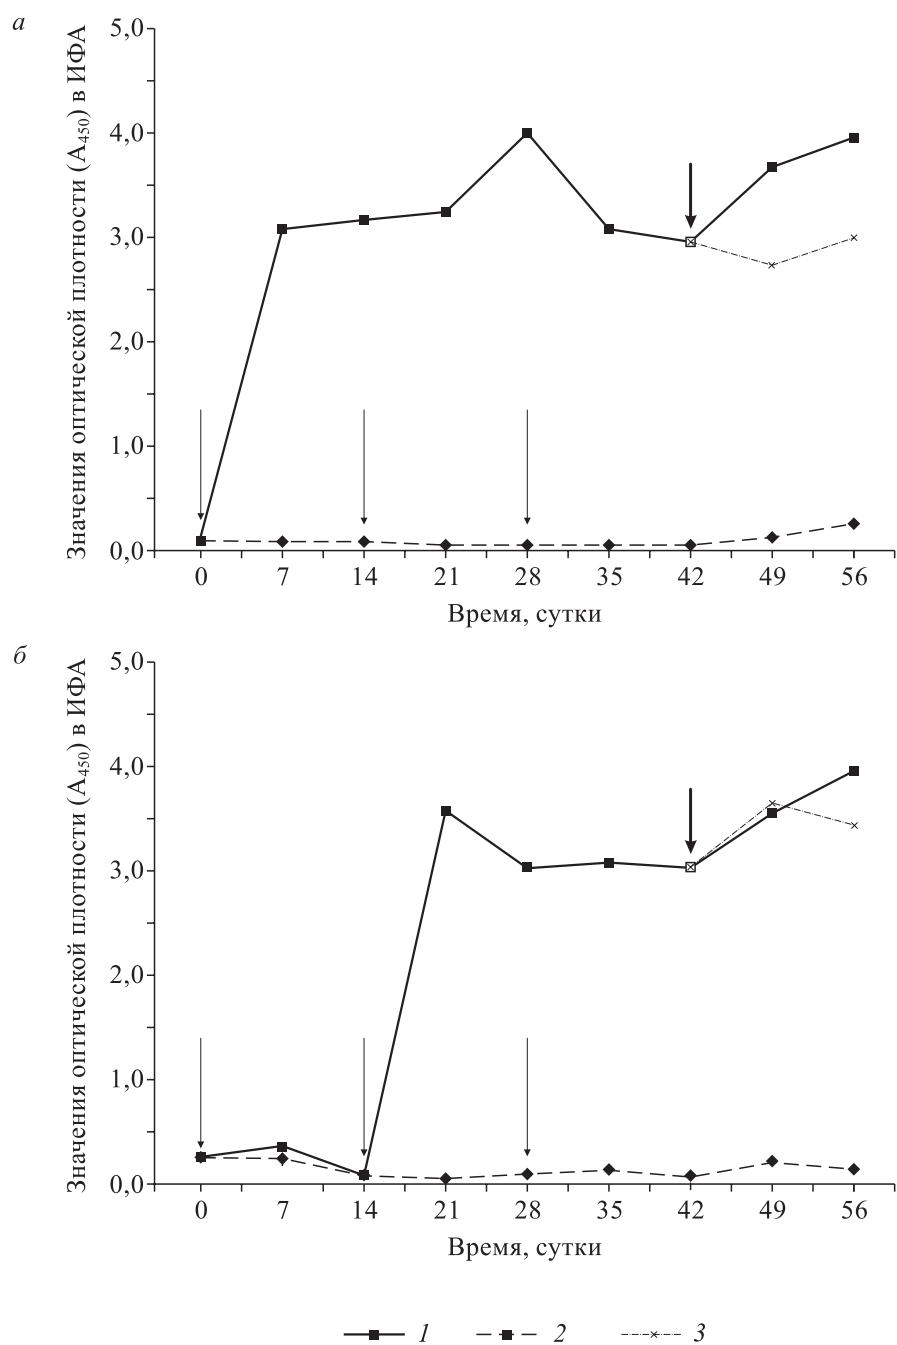 а
Значения оптической плотности (A450) в ИФА
5,0
4,0
3,0
2,0
1,0
0,0
0 7 14 21 28 35 42 49 56
Время, сутки
б
Значения оптической плотности (A450) в ИФА
5,0
4,0
3,0
2,0
1,0
0,0
0 7 14 21 28 35 42 49 56
Время, сутки
1 2 3